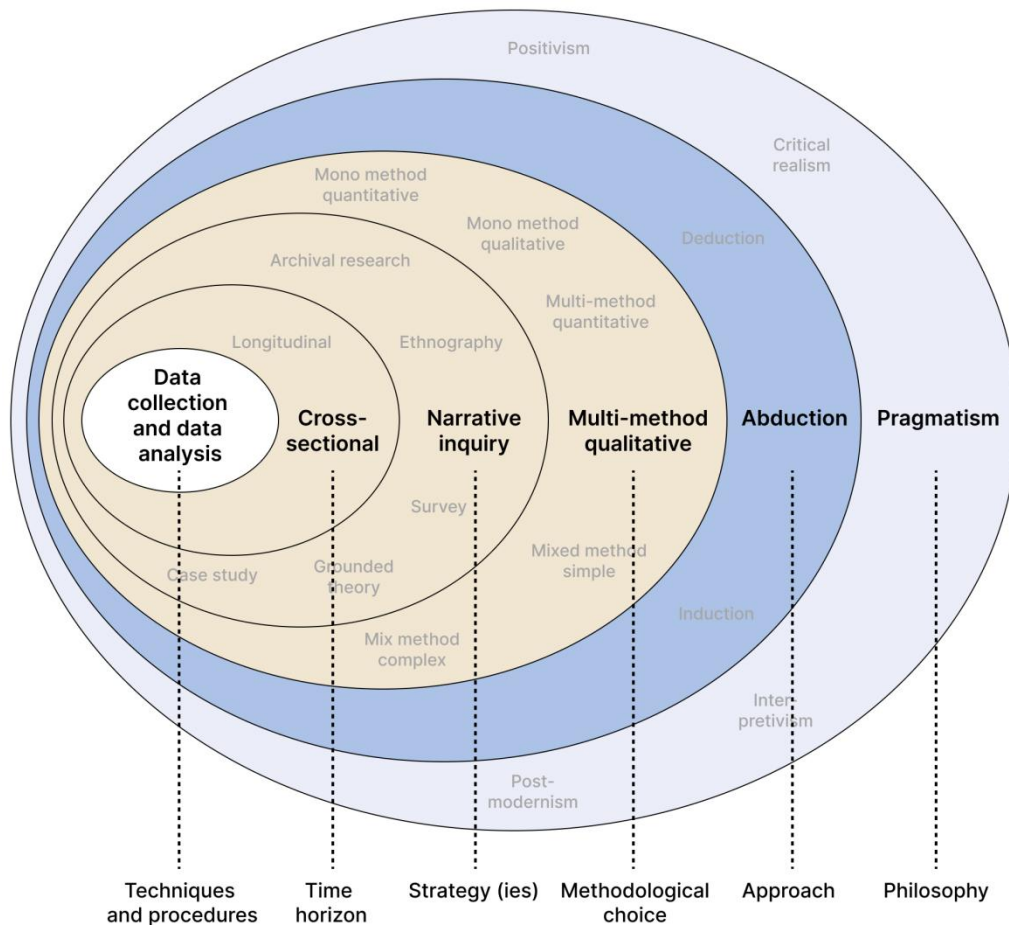 Positivism
Critical
realism
Mono method
quantitative
Mono method
qualitative
Deduction
Archival research
Multi-method
quantitative
Longitudinal
Ethnography
Data
collection
and data
analysis
Cross-
sectional
Narrative
inquiry
Multi-method
qualitative
Abduction
Pragmatism
Survey
Mixed method
simple
Case study
Grounded
theory
Induction
Mix method
complex
Inter-
pretivism
Post-
modernism
Techniques
and procedures
Time
horizon
Strategy (ies)
Methodological
choice
Approach
Philosophy